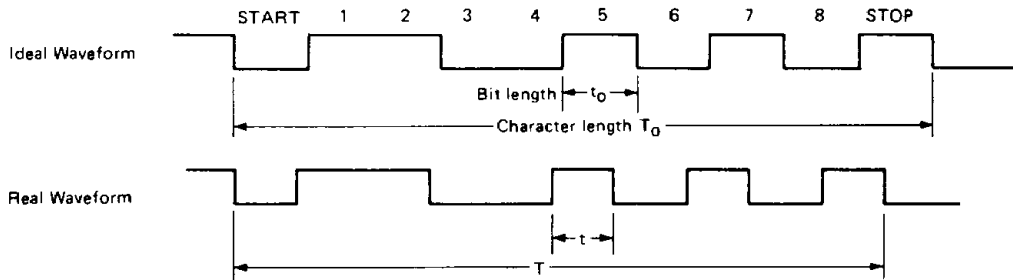 START 1 2 3 4 5 6 7 8 STOP
Ideal Waveform
Bit length t₀
Character length T₀
Real Waveform
t
T